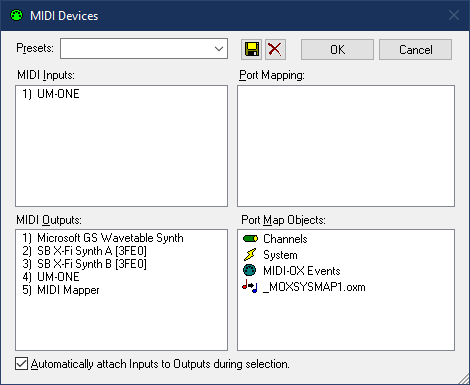 MIDI Devices
Presets:
OK
Cancel
MIDI Inputs:
1) UM-ONE
Port Mapping:
MIDI Outputs:
1) Microsoft GS Wavetable Synth
2) SB X-Fi Synth A [3FE0]
3) SB X-Fi Synth B [3FE0]
4) UM-ONE
5) MIDI Mapper
Port Map Objects:
Channels
System
MIDI-OX Events
_MOXSYSMAP1.oxm
Automatically attach Inputs to Outputs during selection.